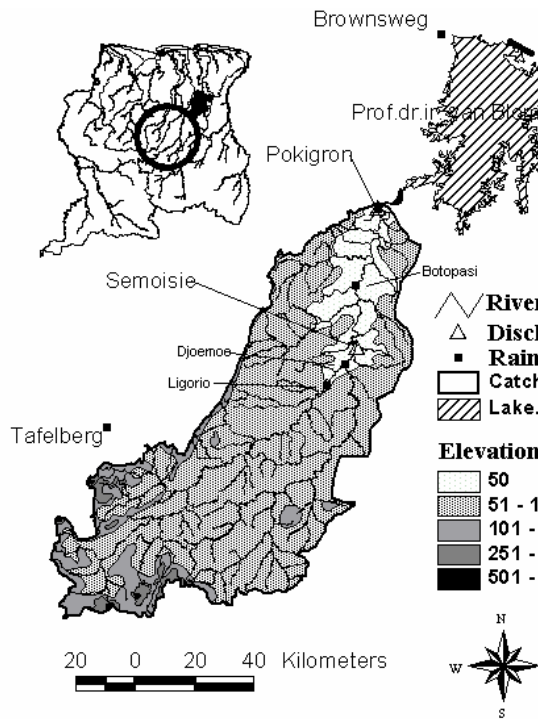 Brownsweg
Prof.dr.ir. van Blom
Pokigron
Semoisie
Botopasi
Djoemoe
Ligorio
Tafelberg
River
Discl
Rain
Catch
Lake.
Elevation
50
51 - 1
101 -
251 -
501 -
20 0 20 40 Kilometers
N
W
S